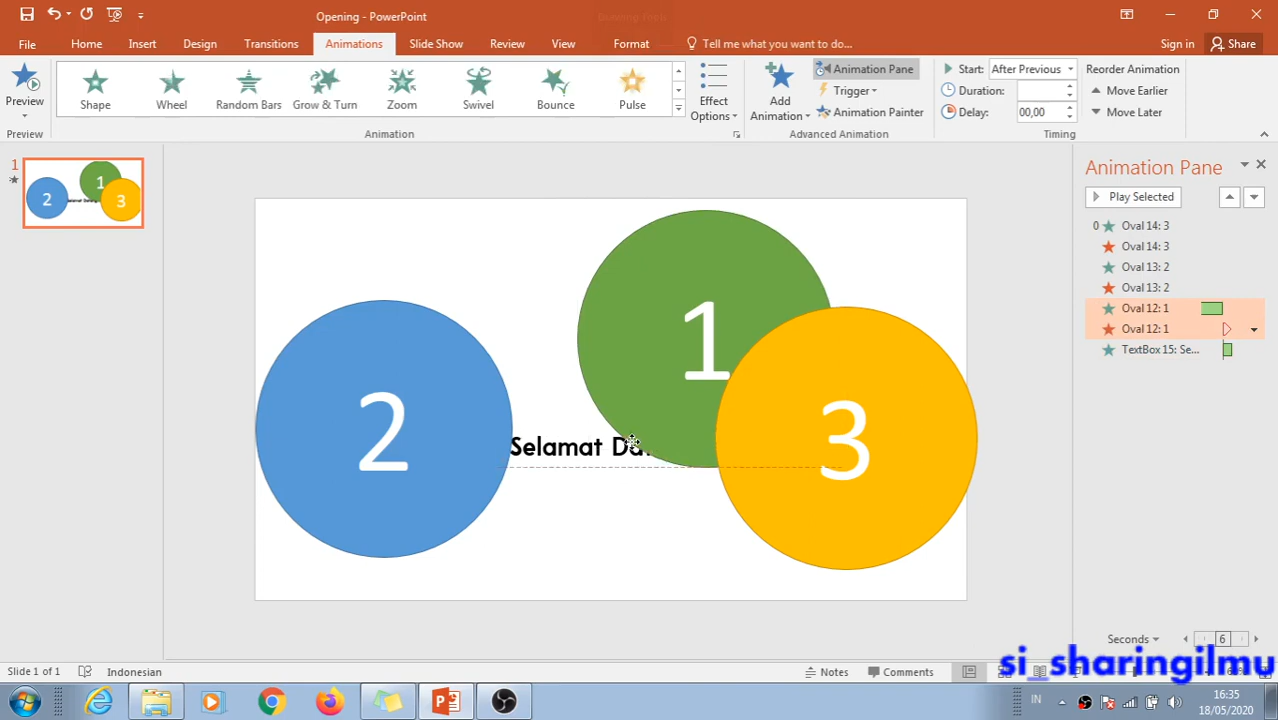 Opening - PowerPoint
File
Home
Insert
Design
Transitions
Animations
Slide Show
Review
View
Format
Tell me what you want to do...
Sign in
Share
Preview
Shape
Wheel
Random Bars
Grow & Turn
Zoom
Swivel
Bounce
Pulse
Effect
Options
Add
Animation
Animation Pane
Trigger
Animation Painter
Start:
After Previous
Duration:
Delay:
00,00
Reorder Animation
Move Earlier
Move Later
Preview
Animation
Advanced Animation
Timing
1
1
2
3
1
2
3
Selamat Da
Animation Pane
Play Selected
0
Oval 14: 3
Oval 14: 3
Oval 13: 2
Oval 13: 2
Oval 12: 1
Oval 12: 1
TextBox 15: Se...
Seconds
6
Slide 1 of 1
Indonesian
Notes
Comments
si_sharingilmu
IN
16:35
18/05/2020